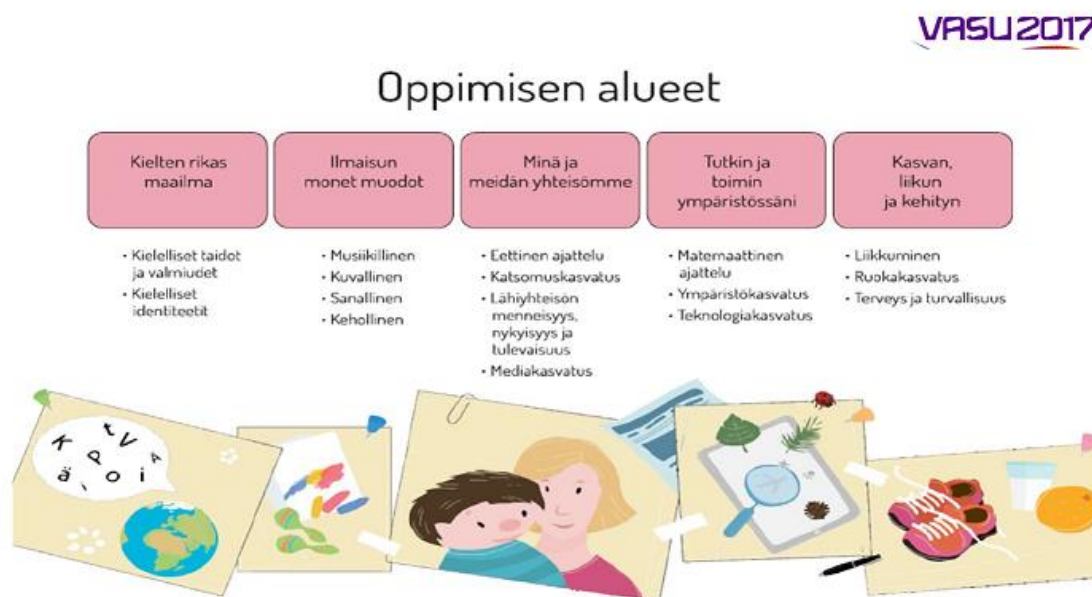 VASU 2017
Oppimisen alueet
Kielten rikas
maailma
• Kielelliset taidot
ja valmiudet
• Kielelliset
identiteetit
Ilmaisun
monet muodot
• Musiikillinen
• Kuvallinen
• Sanallinen
• Kehollinen
Minä ja
meidän yhteisömme
• Eettinen ajattelu
• Katsomuskasvatus
• Lähiyhteisön
menneisyys,
nykyisyys ja
tulevaisuus
• Mediakasvatus
Tutkin ja
toimin
ympäristössäni
• Matemaattinen
ajattelu
• Ympäristökasvatus
• Teknologiakasvatus
Kasvan,
liikun
ja kehityn
• Liikkuminen
• Ruokakasvatus
• Terveys ja turvallisuus
K t V
P A
ä , o i